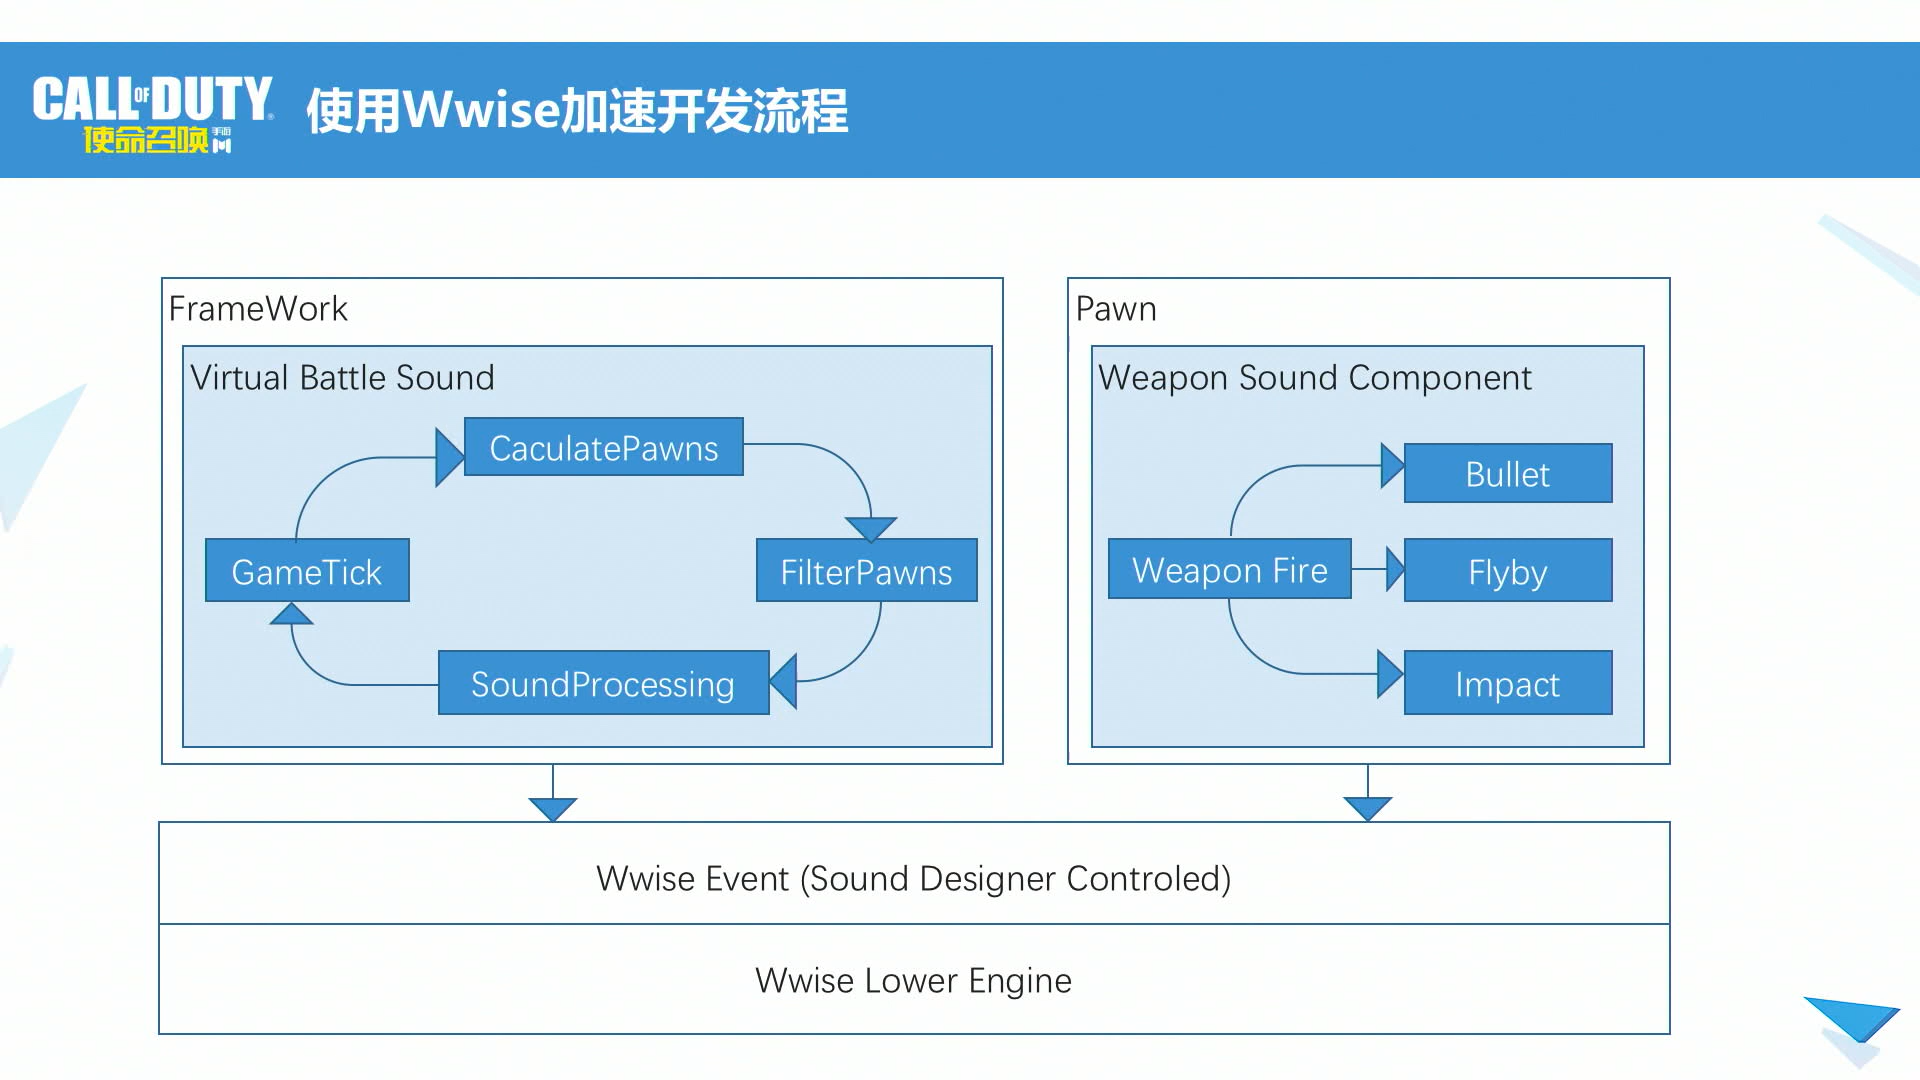 CALL OF DUTY®
使命召唤 手游
M
使用Wwise加速开发流程
FrameWork
Virtual Battle Sound
CaculatePawns
GameTick
FilterPawns
SoundProcessing
Pawn
Weapon Sound Component
Bullet
Weapon Fire
Flyby
Impact
Wwise Event (Sound Designer Controled)
Wwise Lower Engine